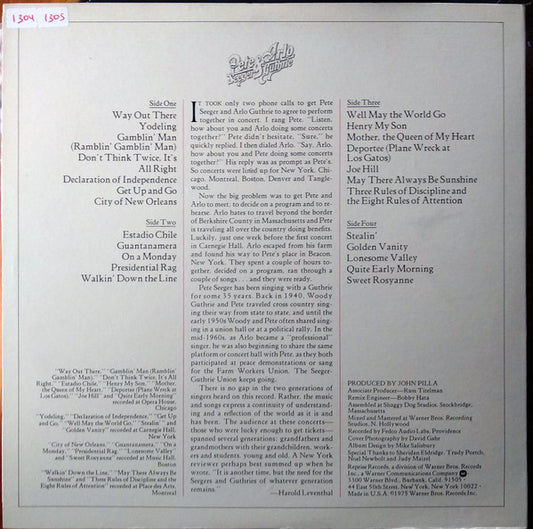 1304 1305
Pete & Arlo
Seeger Guthrie
Side One
Way Out There
Yodeling
Gamblin' Man
(Ramblin' Gamblin' Man)
Don't Think Twice, It's
All Right
Declaration of Independence
Get Up and Go
City of New Orleans
Side Two
Estadio Chile
Guantanamera
On a Monday
Presidential Rag
Walkin' Down the Line
"Way Out There," "Gamblin' Man (Ramblin'
Gamblin' Man)," "Don't Think Twice, It's All
Right," "Estadio Chile," "Henry My Son," "Mother,
the Queen of My Heart," "Deportee (Plane Wreck at
Los Gatos)," "Joe Hill" and "Quite Early Morning"
recorded at Opera House,
Chicago
"Yodeling," "Declaration of Independence," "Get Up
and Go," "Well May the World Go," "Stealin'" and
"Golden Vanity" recorded at Carnegie Hall,
New York
"City of New Orleans," "Guantanamera," "On a
Monday," "Presidential Rag," "Lonesome Valley"
and "Sweet Rosyanne" recorded at Music Hall,
Boston
"Walkin' Down the Line," "May There Always Be
Sunshine" and "Three Rules of Discipline and the
Eight Rules of Attention" recorded at Place des Arts,
Montreal
IT TOOK only two phone calls to get Pete
Seeger and Arlo Guthrie to agree to perform
together in concert. I rang Pete. "Listen,
how about you and Arlo doing some concerts
together?" Pete didn't hesitate. "Sure," he
quickly replied. I then dialed Arlo. "Say, Arlo,
how about you and Pete doing some concerts
together?" His reply was as prompt as Pete's.
So concerts were lined up for New York, Chi-
cago, Montreal, Boston, Denver and Tangle-
wood.
Now the big problem was to get Pete and
Arlo to meet, to decide on a program and to re-
hearse. Arlo hates to travel beyond the border
of Berkshire County in Massachusetts and Pete
is traveling all over the country doing benefits.
Luckily, just one week before the first concert
in Carnegie Hall, Arlo escaped from his farm
and found his way to Pete's place in Beacon,
New York. They spent a couple of hours to-
gether, decided on a program, ran through a
couple of songs . . . and they were ready.
Pete Seeger has been singing with a Guthrie
for some 35 years. Back in 1940, Woody
Guthrie and Pete traveled cross country sing-
ing their way from state to state, and until the
early 1950s Woody and Pete often shared sing-
ing in a union hall or at a political rally. In the
mid-1960s, as Arlo became a "professional"
singer, he was also beginning to share the same
platform or concert hall with Pete, as they both
participated at peace demonstrations or sang
for the Farm Workers Union. The Seeger-
Guthrie Union keeps going.
There is no gap in the two generations of
singers heard on this record. Rather, the music
and songs express a continuity of understand-
ing and a reflection of the world as it is and
has been. The audience at these concerts—
those who were lucky enough to get tickets—
spanned several generations: grandfathers and
grandmothers with their grandchildren, work-
ers and students, young and old. A New York
reviewer perhaps best summed up when he
wrote, "It is another time, but the need for the
Seegers and Guthries of whatever generation
remains."
—Harold Leventhal
Side Three
Well May the World Go
Henry My Son
Mother, the Queen of My Heart
Deportee (Plane Wreck at
Los Gatos)
Joe Hill
May There Always Be Sunshine
Three Rules of Discipline and
the Eight Rules of Attention
Side Four
Stealin'
Golden Vanity
Lonesome Valley
Quite Early Morning
Sweet Rosyanne
PRODUCED BY JOHN PILLA
Associate Producer—Russ Titelman
Remix Engineer—Bobby Hata
Assembled at Shaggy Dog Studios, Stockbridge,
Massachusetts
Mixed and Mastered at Warner Bros. Recording
Studios, N. Hollywood
Recorded by Fedco Audio Labs, Providence
Cover Photography by David Gahr
Album Design by Mike Salisbury
Special Thanks to Sheridan Eldridge, Trudy Portch,
Noel Newbolt and Judy Maizel
Reprise Records, a division of Warner Bros. Records
Inc., a Warner Communications Company
3300 Warner Blvd., Burbank, Calif. 91505
44 East 50th Street, New York, New York 10022
Made in U.S.A. ©1975 Warner Bros. Records Inc.